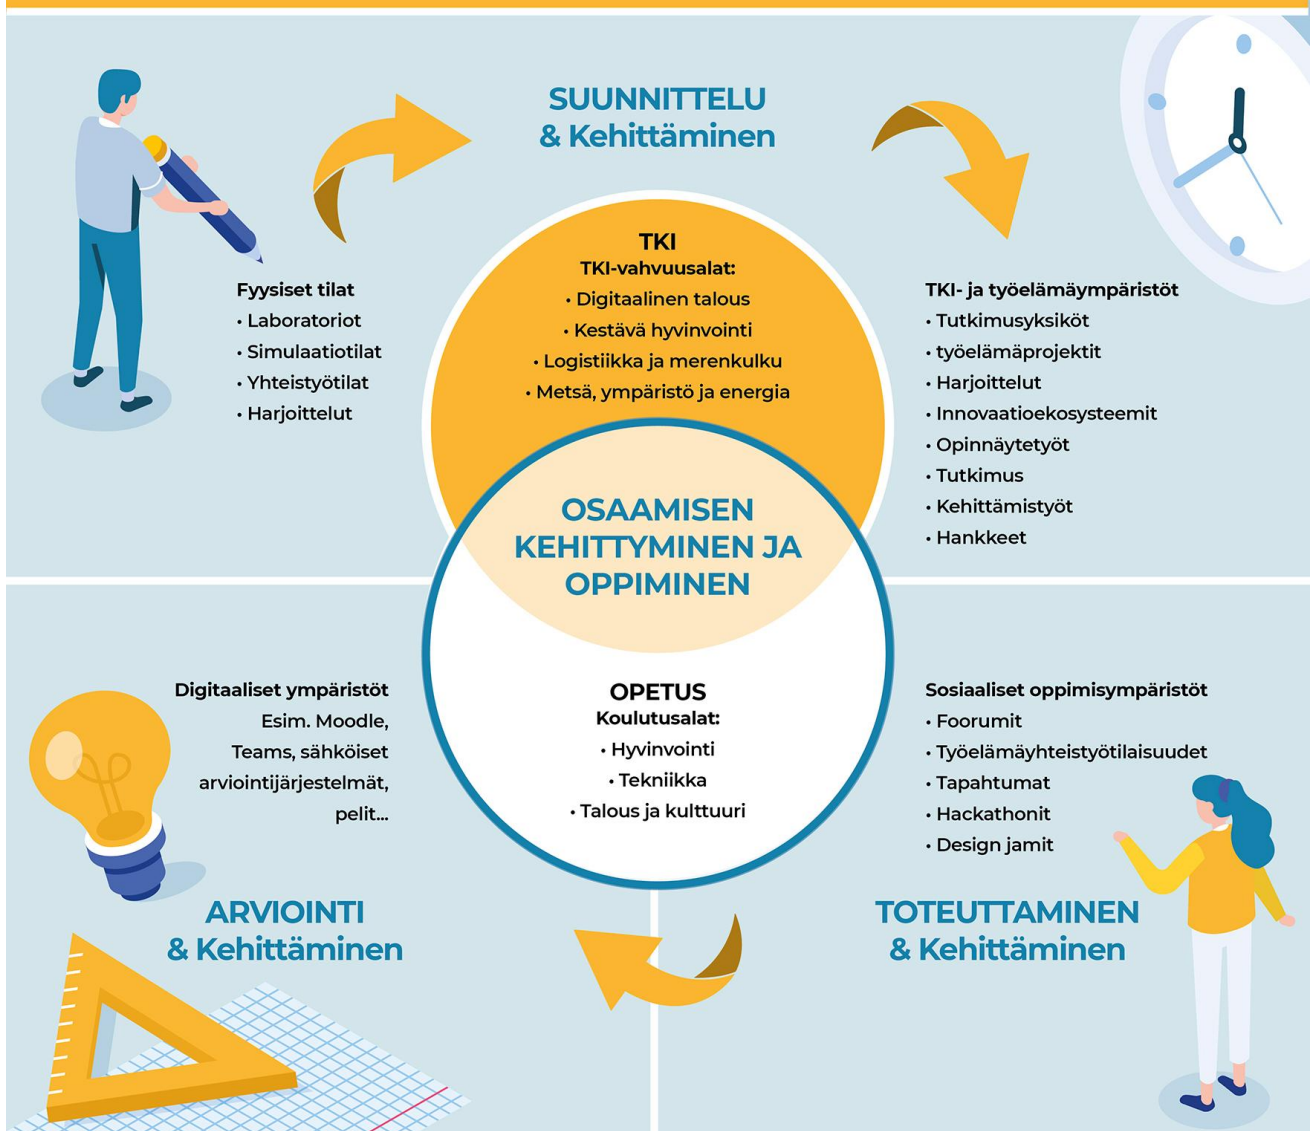 SUUNNITTELU
& Kehittäminen
Fyysiset tilat
• Laboratoriot
• Simulaatiotilat
• Yhteistyötilat
• Harjoittelut
TKI
TKI-vahvuusalat:
• Digitaalinen talous
• Kestävä hyvinvointi
• Logistiikka ja merenkulku
• Metsä, ympäristö ja energia
TKI- ja työelämäympäristöt
• Tutkimusyksiköt
• työelämäprojektit
• Harjoittelut
• Innovaatioekosysteemit
• Opinnäytetyöt
• Tutkimus
• Kehittämistyöt
• Hankkeet
OSAAMISEN
KEHITTYMINEN JA
OPPIMINEN
Digitaaliset ympäristöt
Esim. Moodle,
Teams, sähköiset
arviointijärjestelmät,
pelit...
OPETUS
Koulutusalat:
• Hyvinvointi
• Tekniikka
• Talous ja kulttuuri
Sosiaaliset oppimisympäristöt
• Foorumit
• Työelämäyhteistyötilaisuudet
• Tapahtumat
• Hackathonit
• Design jamit
ARVIOINTI
& Kehittäminen
TOTEUTTAMINEN
& Kehittäminen